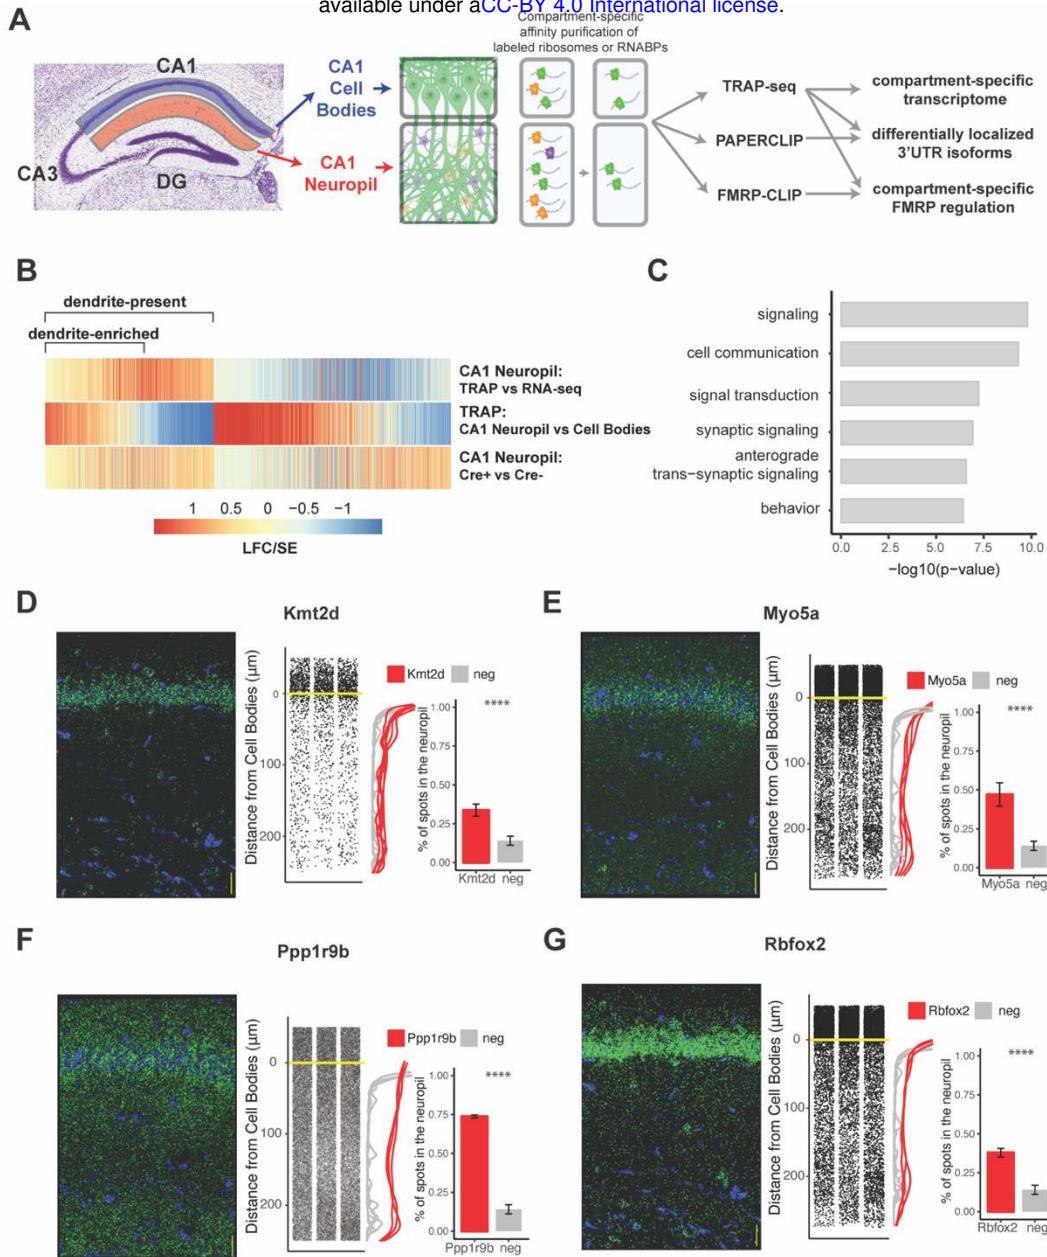 available under aCC-BY 4.0 International license.
A
CA1
CA3
DG
CA1
Cell
Bodies
CA1
Neuropil
Compartment-specific
affinity purification of
labeled ribosomes or RNABPs
TRAP-seq
PAPERCLIP
FMRP-CLIP
compartment-specific
transcriptome
differentially localized
3'UTR isoforms
compartment-specific
FMRP regulation
B
dendrite-present
dendrite-enriched
CA1 Neuropil:
TRAP vs RNA-seq
TRAP:
CA1 Neuropil vs Cell Bodies
CA1 Neuropil:
Cre+ vs Cre-
1 0.5 0 −0.5 −1
LFC/SE
C
signaling
cell communication
signal transduction
synaptic signaling
anterograde
trans−synaptic signaling
behavior
0.0 2.5 5.0 7.5 10.0
−log10(p−value)
D
Kmt2d
Distance from Cell Bodies (µm)
0
100
200
Kmt2d neg
% of spots in the neuropil
1.00
0.75
0.50
0.25
0.00
****
Kmt2d neg
E
Myo5a
Distance from Cell Bodies (µm)
0
100
200
Myo5a neg
% of spots in the neuropil
1.00
0.75
0.50
0.25
0.00
****
Myo5a neg
F
Ppp1r9b
Distance from Cell Bodies (µm)
0
100
200
Ppp1r9b neg
% of spots in the neuropil
1.00
0.75
0.50
0.25
0.00
****
Ppp1r9b neg
G
Rbfox2
Distance from Cell Bodies (µm)
0
100
200
Rbfox2 neg
% of spots in the neuropil
1.00
0.75
0.50
0.25
0.00
****
Rbfox2 neg